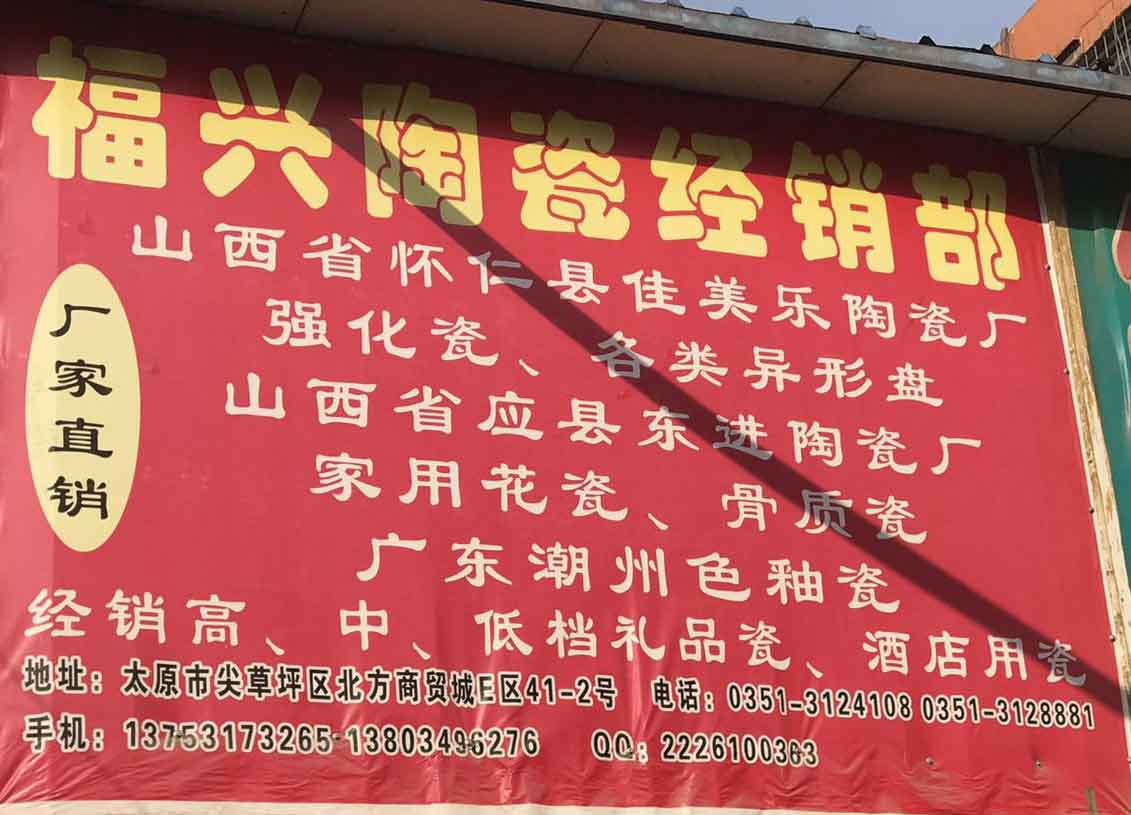 福兴陶瓷经销部
山西省怀仁县佳美乐陶瓷厂
强化瓷、各类异形盘
山西省应县东进陶瓷厂
家用花瓷、骨质瓷
广东潮州色釉瓷
经销高、中、低档礼品瓷、酒店用瓷
厂家直销
地址：太原市尖草坪区北方商贸城E区41-2号 电话：0351-3124108 0351-3128881
手机：13753173265 13803496276 QQ：2226100363